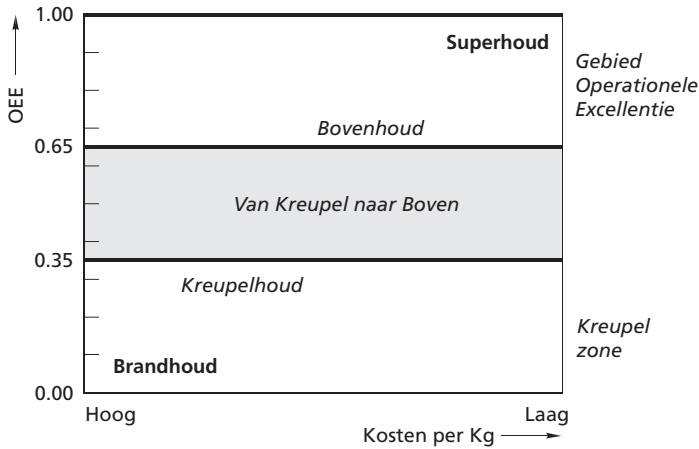 1.00
OEE
Superhoud
Gebied
Operationele
Excellentie
Bovenhoud
0.65
Van Kreupel naar Boven
0.35
Kreupelhoud
Kreupel
zone
Brandhoud
0.00
Hoog
Laag
Kosten per Kg